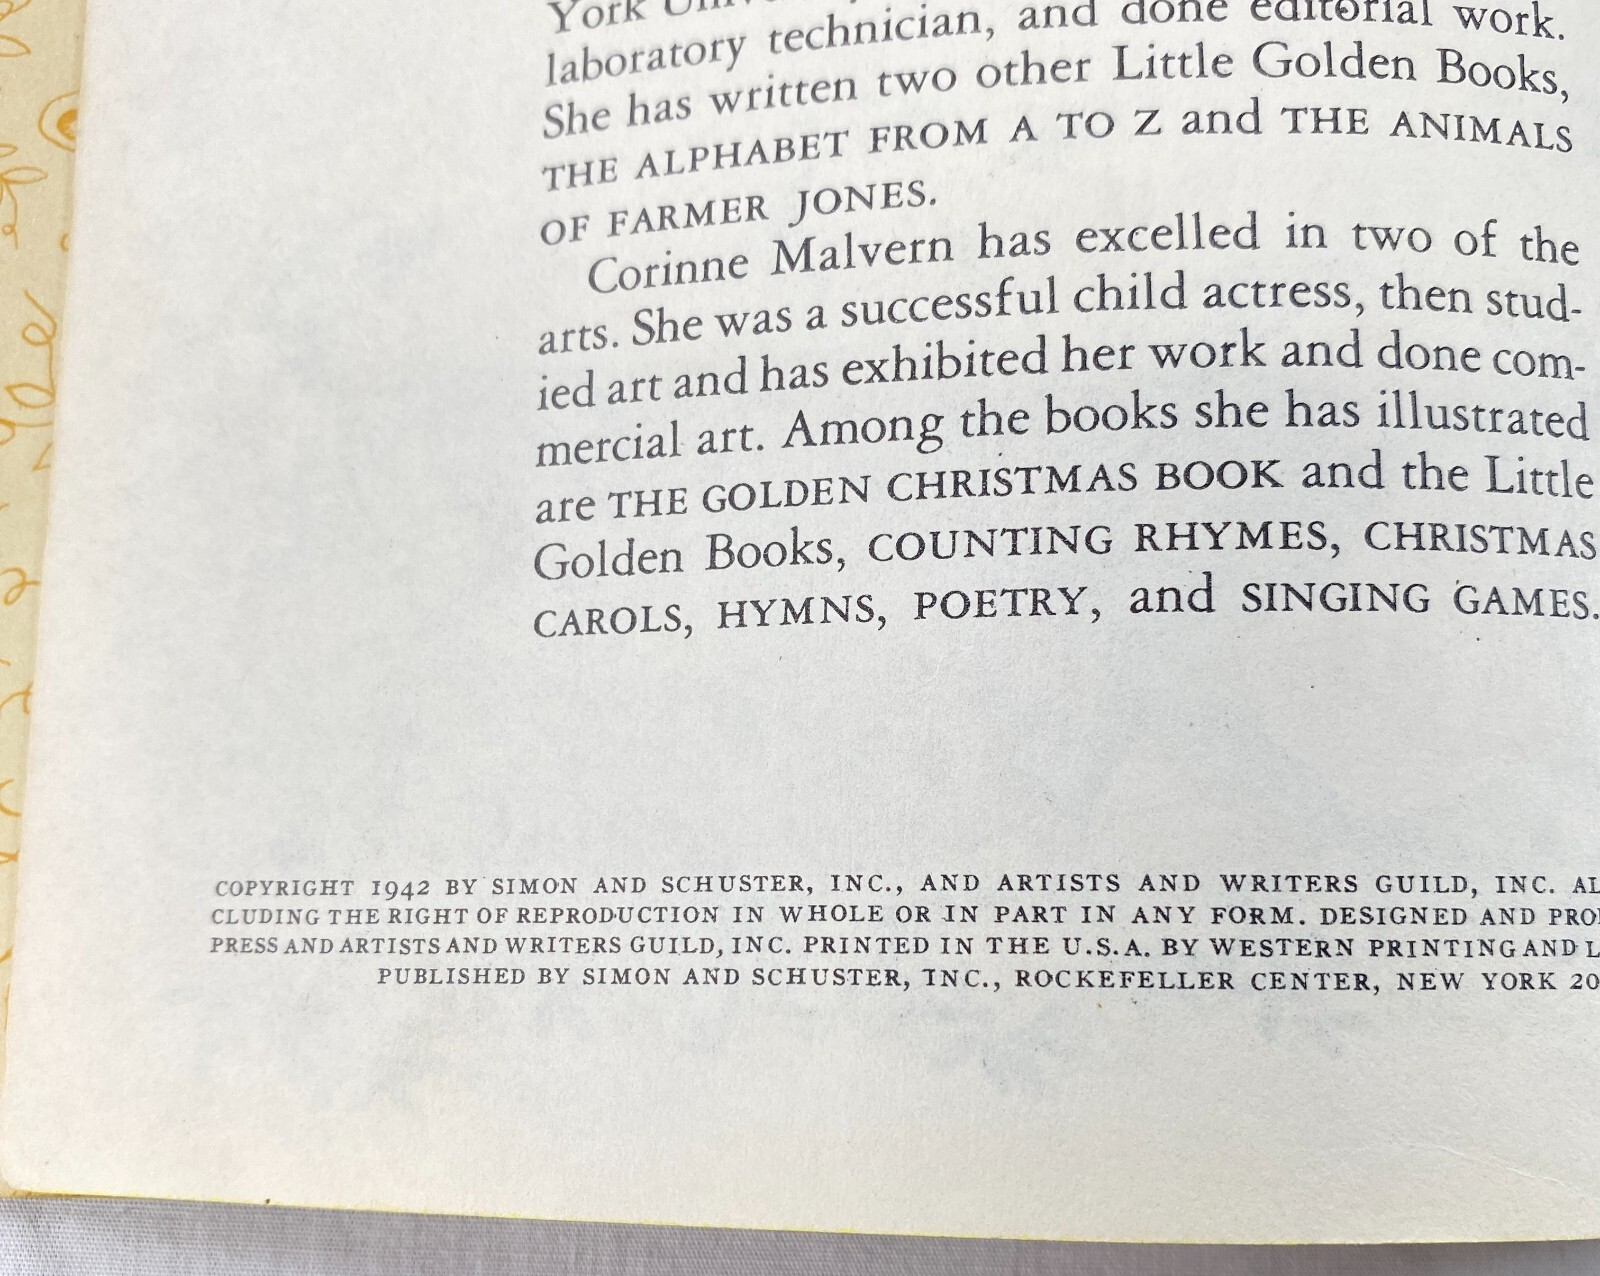 York
laboratory technician, and done editorial work.
She has written two other Little Golden Books,
THE ALPHABET FROM A TO Z and THE ANIMALS
OF FARMER JONES.
Corinne Malvern has excelled in two of the
arts. She was a successful child actress, then stud-
ied art and has exhibited her work and done com-
mercial art. Among the books she has illustrated
are THE GOLDEN CHRISTMAS BOOK and the Little
Golden Books, COUNTING RHYMES, CHRISTMAS
CAROLS, HYMNS, POETRY, and SINGING GAMES.
COPYRIGHT 1942 BY SIMON AND SCHUSTER, INC., AND ARTISTS AND WRITERS GUILD, INC. AL
CLUDING THE RIGHT OF REPRODUCTION IN WHOLE OR IN PART IN ANY FORM. DESIGNED AND PRO
PRESS AND ARTISTS AND WRITERS GUILD, INC. PRINTED IN THE U.S.A. BY WESTERN PRINTING AND L
PUBLISHED BY SIMON AND SCHUSTER, INC., ROCKEFELLER CENTER, NEW YORK 20